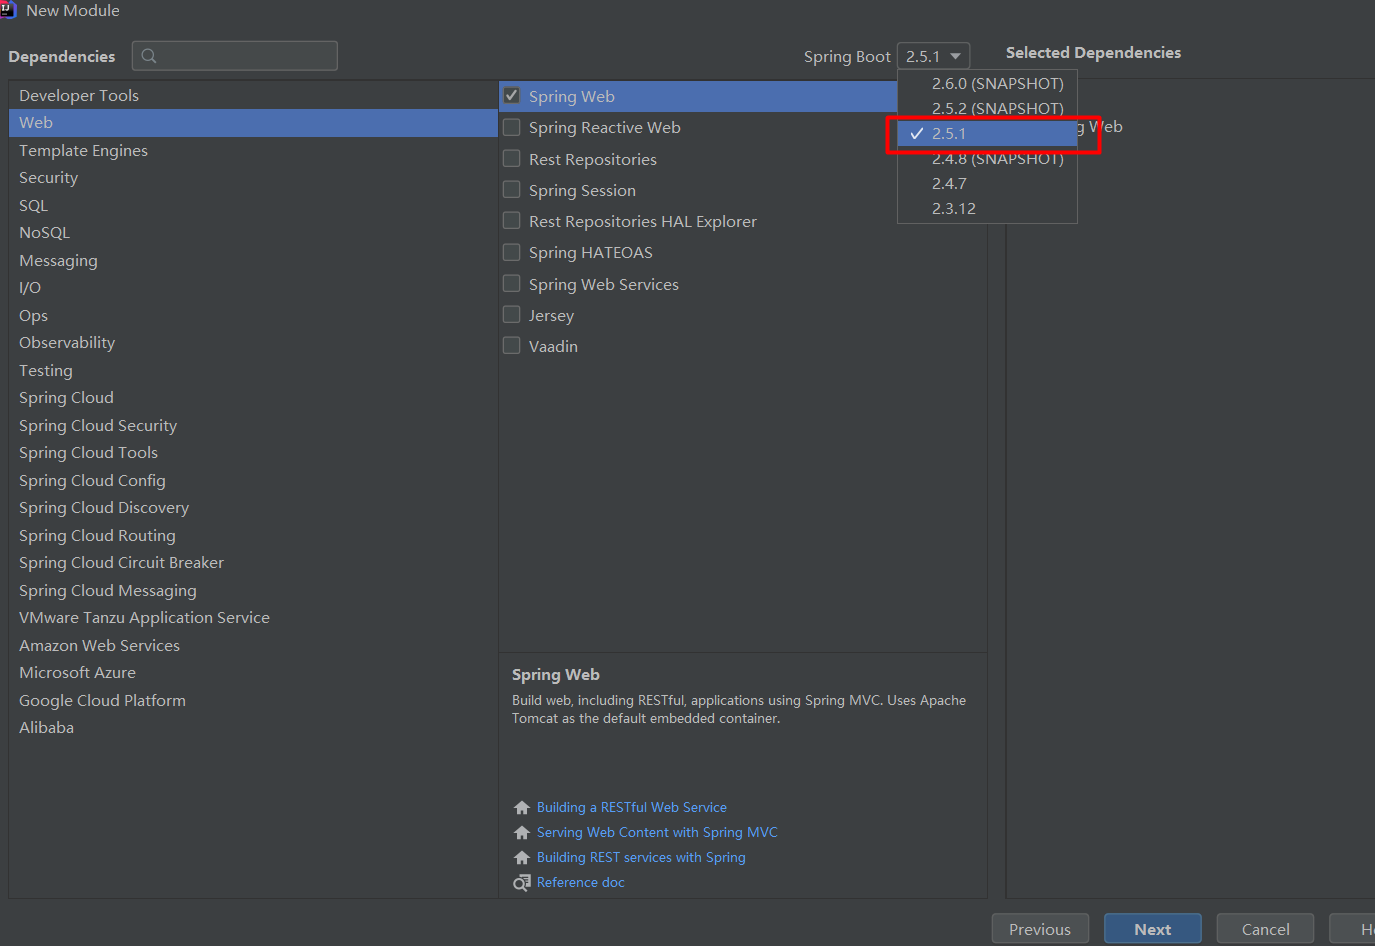 New Module
Dependencies
Spring Boot 2.5.1
Selected Dependencies
Developer Tools
Web
Template Engines
Security
SQL
NoSQL
Messaging
I/O
Ops
Observability
Testing
Spring Cloud
Spring Cloud Security
Spring Cloud Tools
Spring Cloud Config
Spring Cloud Discovery
Spring Cloud Routing
Spring Cloud Circuit Breaker
Spring Cloud Messaging
VMware Tanzu Application Service
Amazon Web Services
Microsoft Azure
Google Cloud Platform
Alibaba
Spring Web
Spring Reactive Web
Rest Repositories
Spring Session
Rest Repositories HAL Explorer
Spring HATEOAS
Spring Web Services
Jersey
Vaadin
2.6.0 (SNAPSHOT)
2.5.2 (SNAPSHOT)
2.5.1
2.4.8 (SNAPSHOT)
2.4.7
2.3.12
g Web
Spring Web
Build web, including RESTful, applications using Spring MVC. Uses Apache
Tomcat as the default embedded container.
Building a RESTful Web Service
Serving Web Content with Spring MVC
Building REST services with Spring
Reference doc
Previous
Next
Cancel